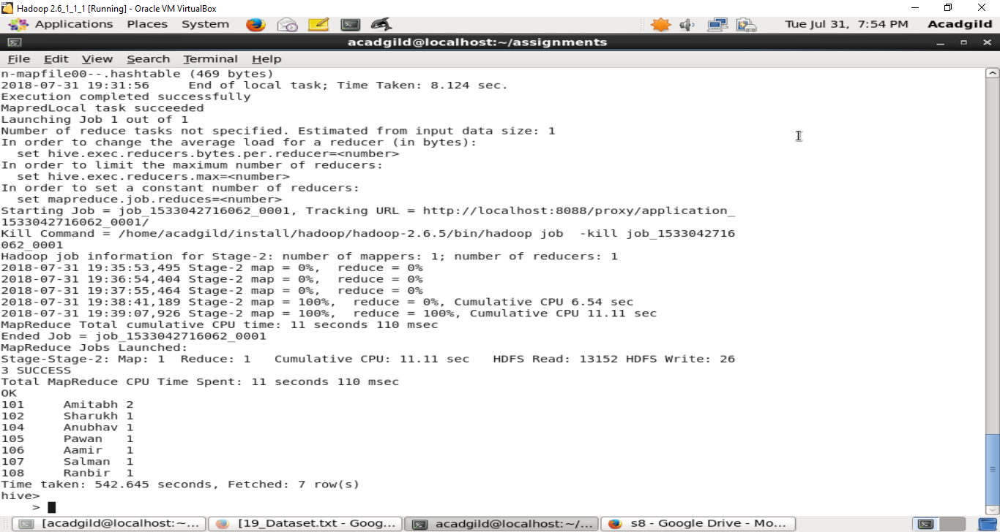 Hadoop 2.6_1_1_1 [Running] - Oracle VM VirtualBox
Applications Places System Tue Jul 31, 7:54 PM Acadgild
acadgild@localhost:~/assignments
File Edit View Search Terminal Help
n-mapfile00--.hashtable (469 bytes)
2018-07-31 19:31:56     End of local task; Time Taken: 8.124 sec.
Execution completed successfully
MapredLocal task succeeded
Launching Job 1 out of 1
Number of reduce tasks not specified. Estimated from input data size: 1
In order to change the average load for a reducer (in bytes):
  set hive.exec.reducers.bytes.per.reducer=<number>
In order to limit the maximum number of reducers:
  set hive.exec.reducers.max=<number>
In order to set a constant number of reducers:
  set mapreduce.job.reduces=<number>
Starting Job = job_1533042716062_0001, Tracking URL = http://localhost:8088/proxy/application_
1533042716062_0001/
Kill Command = /home/acadgild/install/hadoop/hadoop-2.6.5/bin/hadoop job  -kill job_1533042716
062_0001
Hadoop job information for Stage-2: number of mappers: 1; number of reducers: 1
2018-07-31 19:35:53,495 Stage-2 map = 0%,  reduce = 0%
2018-07-31 19:36:54,404 Stage-2 map = 0%,  reduce = 0%
2018-07-31 19:37:55,464 Stage-2 map = 0%,  reduce = 0%
2018-07-31 19:38:41,189 Stage-2 map = 100%,  reduce = 0%, Cumulative CPU 6.54 sec
2018-07-31 19:39:07,926 Stage-2 map = 100%,  reduce = 100%, Cumulative CPU 11.11 sec
MapReduce Total cumulative CPU time: 11 seconds 110 msec
Ended Job = job_1533042716062_0001
MapReduce Jobs Launched:
Stage-Stage-2: Map: 1  Reduce: 1   Cumulative CPU: 11.11 sec   HDFS Read: 13152 HDFS Write: 26
3 SUCCESS
Total MapReduce CPU Time Spent: 11 seconds 110 msec
OK
101     Amitabh 2
102     Sharukh 1
104     Anubhav 1
105     Pawan   1
106     Aamir   1
107     Salman  1
108     Ranbir  1
Time taken: 542.645 seconds, Fetched: 7 row(s)
hive>
    >
[acadgild@localhost:~... [19_Dataset.txt - Goog... acadgild@localhost:~/... s8 - Google Drive - Mo...